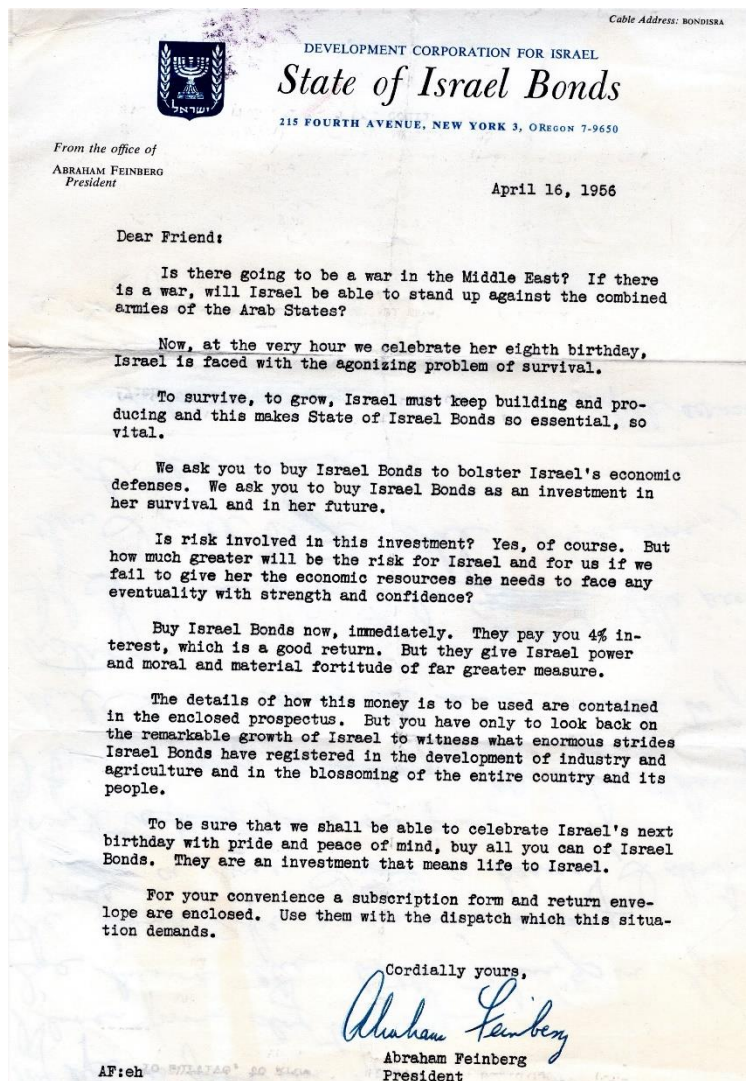 Cable Address: BONDISRA
DEVELOPMENT CORPORATION FOR ISRAEL
State of Israel Bonds
ישראל
215 FOURTH AVENUE, NEW YORK 3, OREGON 7-9650
From the office of
ABRAHAM FEINBERG
President
April 16, 1956
Dear Friend:
Is there going to be a war in the Middle East? If there
is a war, will Israel be able to stand up against the combined
armies of the Arab States?
Now, at the very hour we celebrate her eighth birthday,
Israel is faced with the agonizing problem of survival.
To survive, to grow, Israel must keep building and pro-
ducing and this makes State of Israel Bonds so essential, so
vital.
We ask you to buy Israel Bonds to bolster Israel's economic
defenses. We ask you to buy Israel Bonds as an investment in
her survival and in her future.
Is risk involved in this investment? Yes, of course. But
how much greater will be the risk for Israel and for us if we
fail to give her the economic resources she needs to face any
eventuality with strength and confidence?
Buy Israel Bonds now, immediately. They pay you 4% in-
terest, which is a good return. But they give Israel power
and moral and material fortitude of far greater measure.
The details of how this money is to be used are contained
in the enclosed prospectus. But you have only to look back on
the remarkable growth of Israel to witness what enormous strides
Israel Bonds have registered in the development of industry and
agriculture and in the blossoming of the entire country and its
people.
To be sure that we shall be able to celebrate Israel's next
birthday with pride and peace of mind, buy all you can of Israel
Bonds. They are an investment that means life to Israel.
For your convenience a subscription form and return enve-
lope are enclosed. Use them with the dispatch which this situa-
tion demands.
Cordially yours,
Abraham Feinberg
Abraham Feinberg
President
AF:eh